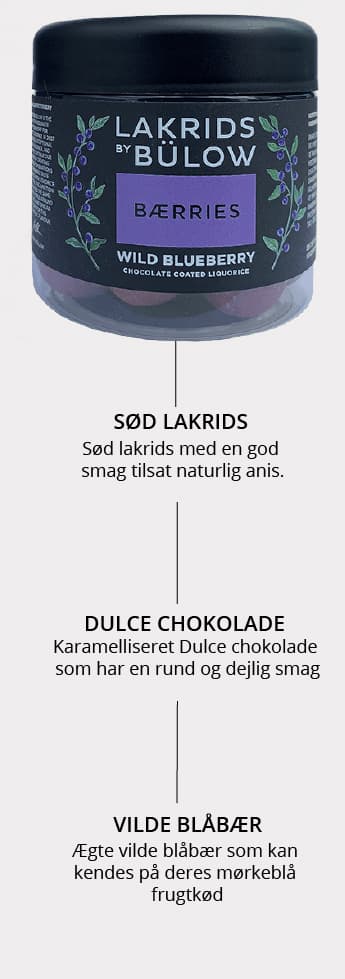 LAKRIDS
BY BÜLOW
BÆRRIES
WILD BLUEBERRY
CHOCOLATE COATED LIQUORICE
SØD LAKRIDS
Sød lakrids med en god
smag tilsat naturlig anis.
DULCE CHOKOLADE
Karamelliseret Dulce chokolade
som har en rund og dejlig smag
VILDE BLÅBÆR
Ægte vilde blåbær som kan
kendes på deres mørkeblå
frugtkød